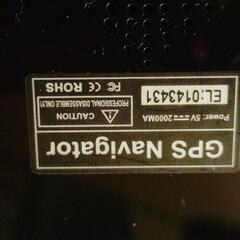 GPS Navigator
CAUTION
PROFESSIONAL DISASSEMBLE ONLY!
FC CE ROHS
Power: 5V⎓2000MA
EL:0143431